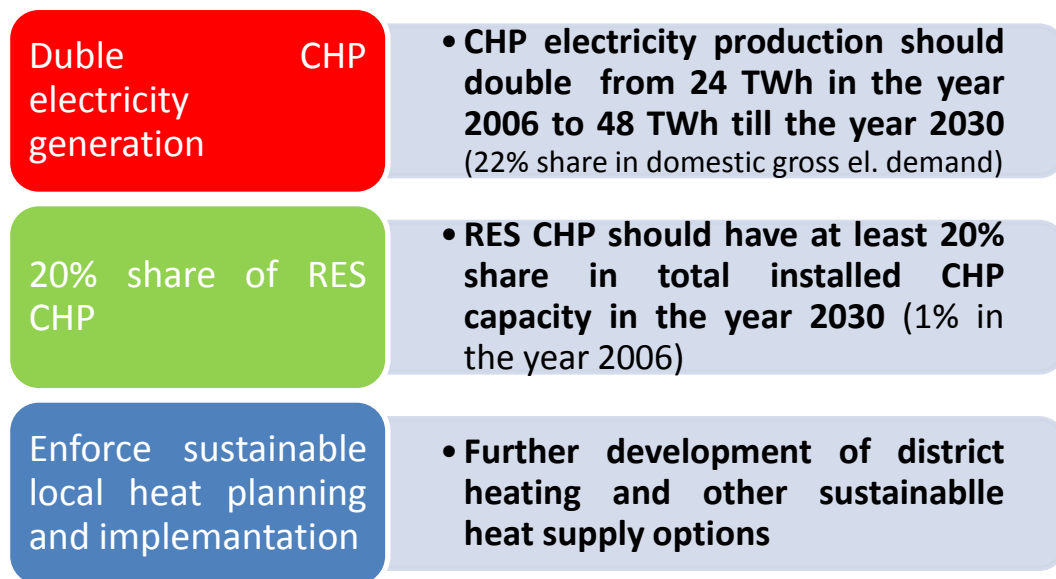 Duble CHP
electricity
generation
• CHP electricity production should
double from 24 TWh in the year
2006 to 48 TWh till the year 2030
(22% share in domestic gross el. demand)
20% share of RES
CHP
• RES CHP should have at least 20%
share in total installed CHP
capacity in the year 2030 (1% in
the year 2006)
Enforce sustainable
local heat planning
and implemantation
• Further development of district
heating and other sustainablle
heat supply options